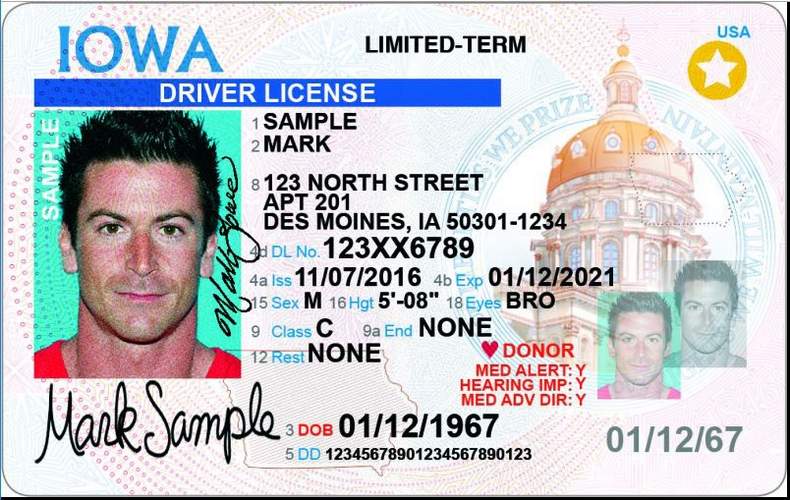 IOWA
LIMITED-TERM
USA
DRIVER LICENSE
SAMPLE
1 SAMPLE
2 MARK
8 123 NORTH STREET
APT 201
DES MOINES, IA 50301-1234
4d DL No. 123XX6789
4a Iss 11/07/2016 4b Exp 01/12/2021
15 Sex M 16 Hgt 5'-08" 18 Eyes BRO
9 Class C 9a End NONE
12 Rest NONE
DONOR
MED ALERT: Y
HEARING IMP: Y
MED ADV DIR: Y
Mark Sample
3 DOB 01/12/1967
01/12/67
5 DD 12345678901234567890123